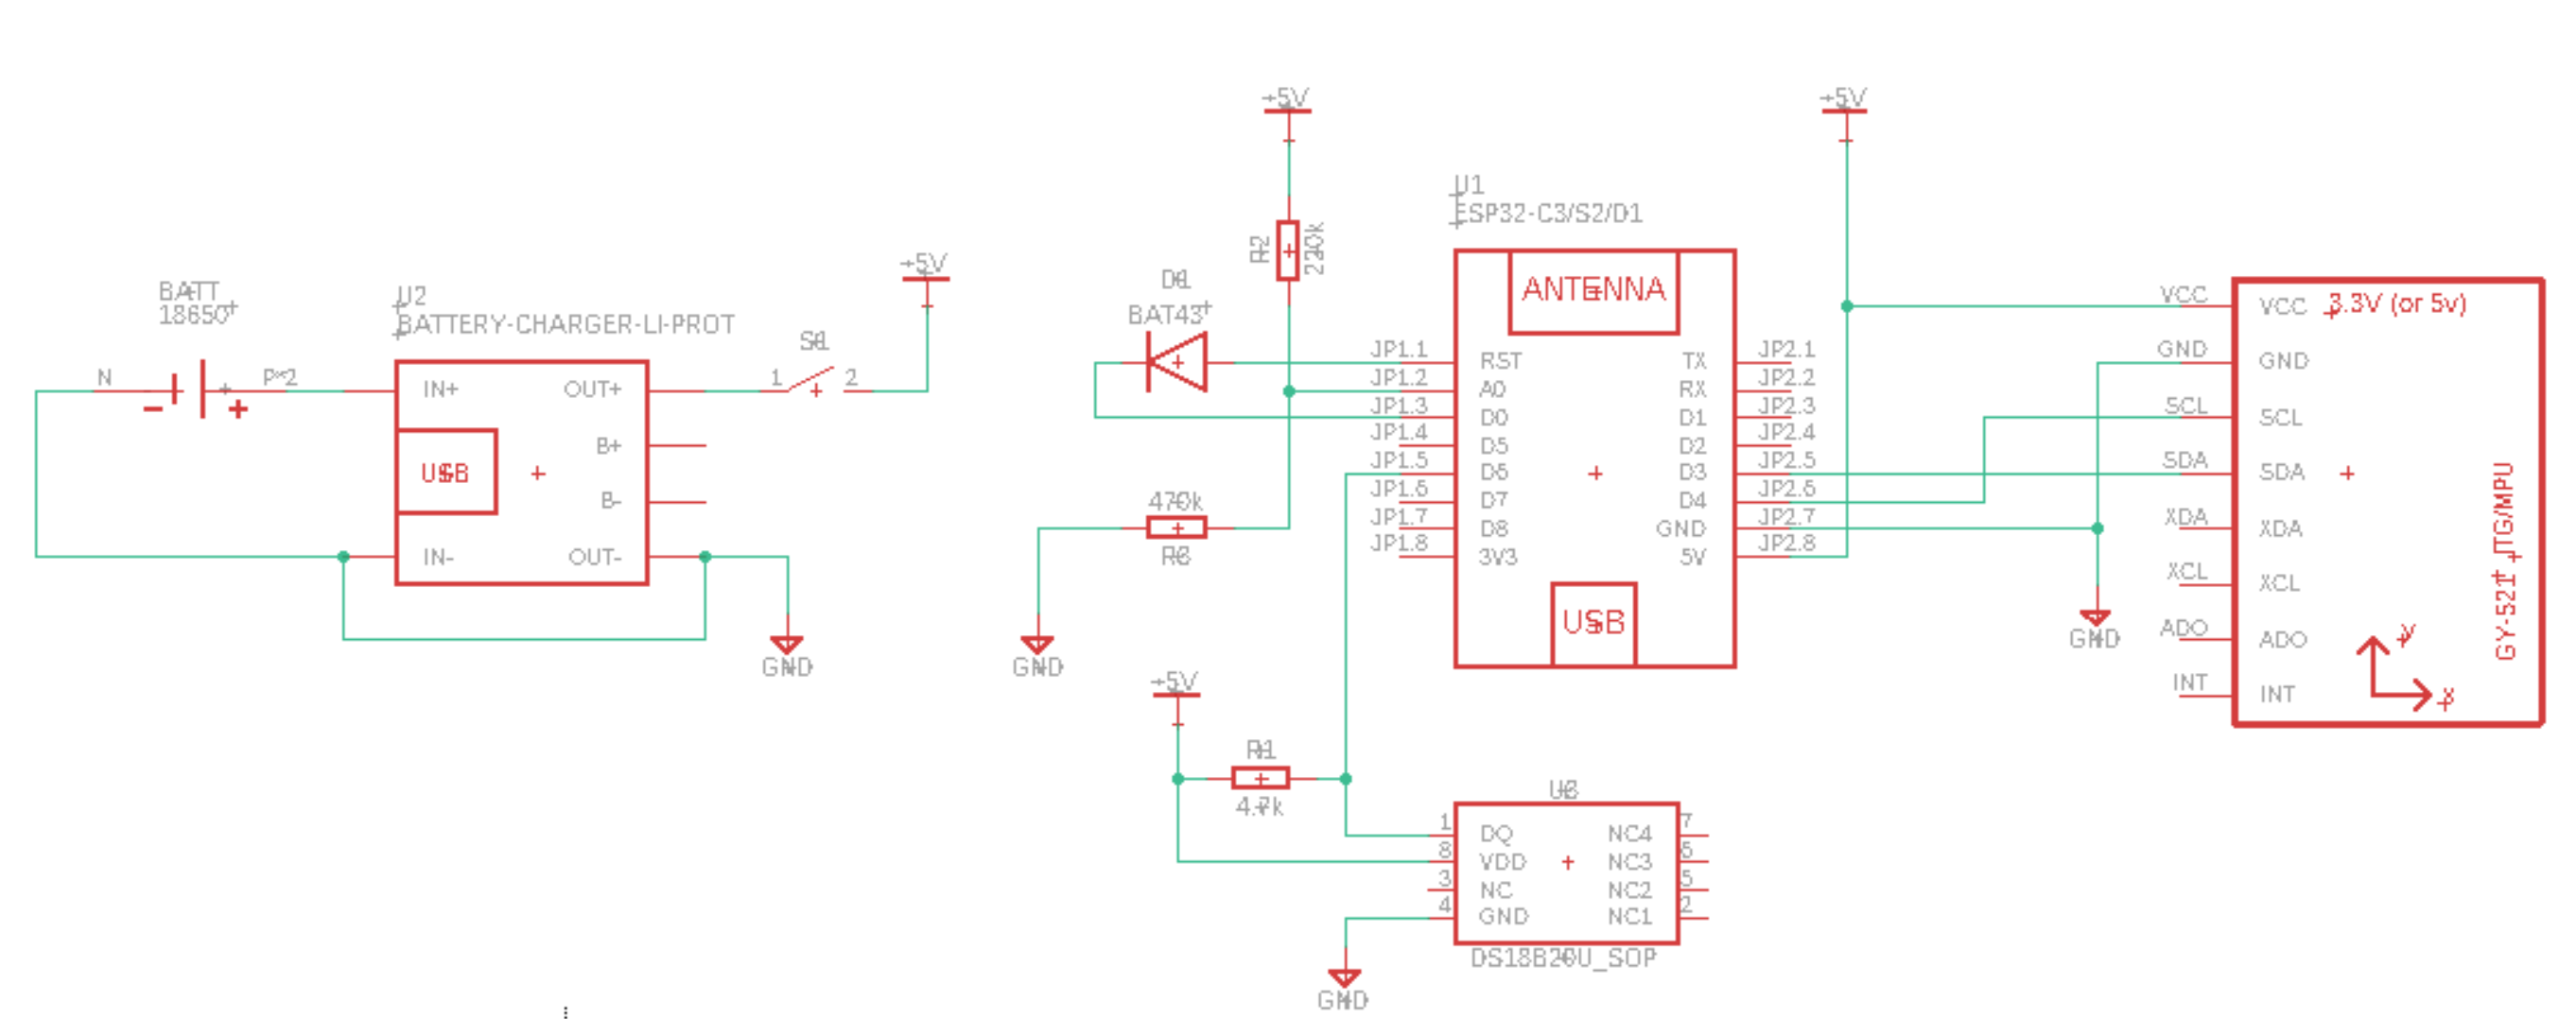 BATT
18650
N
P*2
U2
BATTERY-CHARGER-LI-PROT
IN+
OUT+
B+
USB
B-
IN-
OUT-
S1
1
2
+5V
GND
+5V
R2
220k
D1
BAT43
470k
R3
GND
U1
ESP32-C3/S2/D1
ANTENNA
JP1.1 RST TX JP2.1
JP1.2 A0 RX JP2.2
JP1.3 D0 D1 JP2.3
JP1.4 D5 D2 JP2.4
JP1.5 D6 D3 JP2.5
JP1.6 D7 D4 JP2.6
JP1.7 D8 GND JP2.7
JP1.8 3V3 5V JP2.8
USB
+5V
R1
4.7k
U3
1 DQ NC4 7
8 VDD NC3 6
3 NC NC2 5
4 GND NC1 2
DS18B20U_SOP
GND
+5V
GND
VCC VCC 3.3V (or 5v)
GND GND
SCL SCL
SDA SDA
XDA XDA
XCL XCL
ADO ADO
INT INT
Y
X
GY-521
ITG/MPU